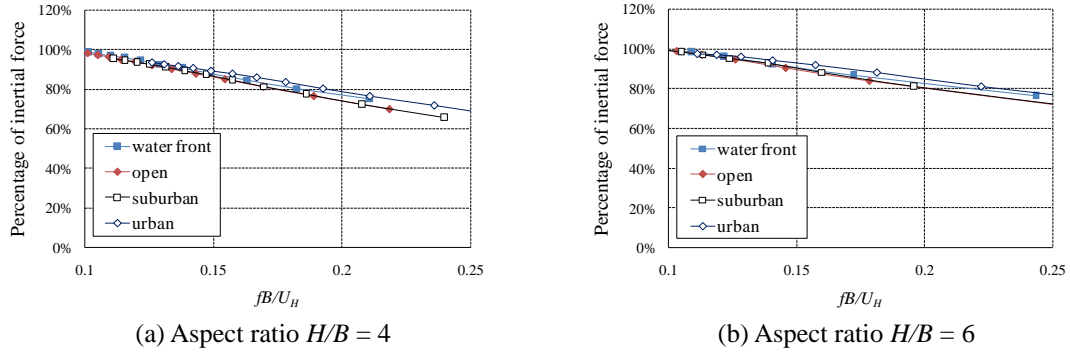 120%
100%
80%
60%
40%
20%
0%
Percentage of inertial force
water front
open
suburban
urban
0.1 0.15 0.2 0.25
fB/U_H
(a) Aspect ratio H/B = 4
120%
100%
80%
60%
40%
20%
0%
Percentage of inertial force
water front
open
suburban
urban
0.1 0.15 0.2 0.25
fB/U_H
(b) Aspect ratio H/B = 6